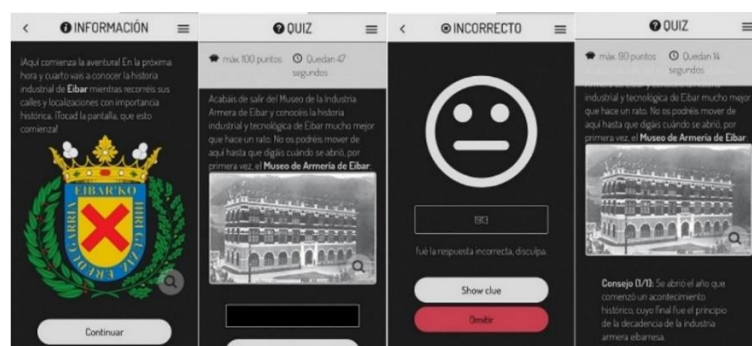 INFORMACIÓN
¡Aquí comienza la aventura! En la próxima
hora y cuarto vais a conocer la historia
industrial de Eibar mientras recorréis sus
calles y localizaciones con importancia
histórica. ¡Tocad la pantalla, que esto
comienza!
EIBAR'KO
Continuar
QUIZ
máx. 100 puntos Quedan 47
segundos
Acabáis de salir del Museo de la Industria
Armera de Eibar y conocéis la historia
industrial y tecnológica de Eibar mucho mejor
que hace un rato. No os podréis mover de
aquí hasta que digáis cuándo se abrió, por
primera vez, el Museo de Armería de Eibar.
INCORRECTO
1913
fué la respuesta incorrecta, disculpa.
Show clue
Omitir
QUIZ
máx. 90 puntos Quedan 14
segundos
industrial y tecnológica de Eibar mucho mejor
que hace un rato. No os podréis mover de
aquí hasta que digáis cuándo se abrió, por
primera vez, el Museo de Armería de Eibar.
Consejo (1/1): Se abrió el año que
comenzó un acontecimiento
histórico, cuyo final fue el principio
de la decadencia de la industria
armera eibarresa.